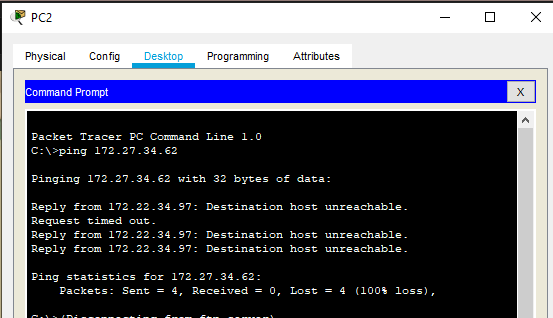 PC2
Physical Config Desktop Programming Attributes
Command Prompt X
Packet Tracer PC Command Line 1.0
C:\>ping 172.27.34.62
Pinging 172.27.34.62 with 32 bytes of data:
Reply from 172.22.34.97: Destination host unreachable.
Request timed out.
Reply from 172.22.34.97: Destination host unreachable.
Reply from 172.22.34.97: Destination host unreachable.
Ping statistics for 172.27.34.62:
Packets: Sent = 4, Received = 0, Lost = 4 (100% loss),
C:\>(Disconnecting from ftp server)